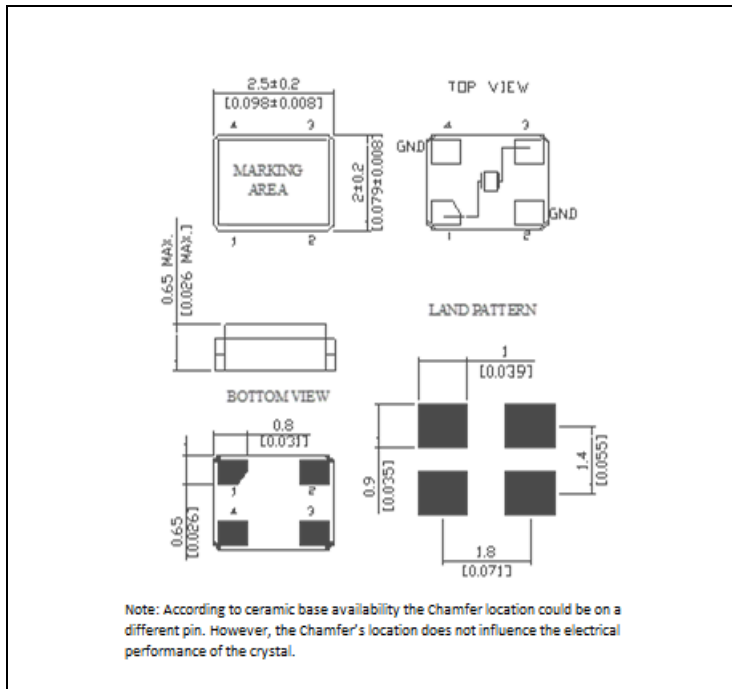 2.5±0.2
[0.098±0.008]
4 3
MARKING
AREA
1 2
2±0.2
[0.079±0.008]
TOP VIEW
4 3
GND
GND
1 2
0.65 MAX.
[0.026 MAX.]
LAND PATTERN
1
[0.039]
0.9
[0.035]
1.4
[0.055]
1.8
[0.071]
BOTTOM VIEW
0.8
[0.031]
1 2
4 3
0.65
[0.026]
Note: According to ceramic base availability the Chamfer location could be on a
different pin. However, the Chamfer's location does not influence the electrical
performance of the crystal.